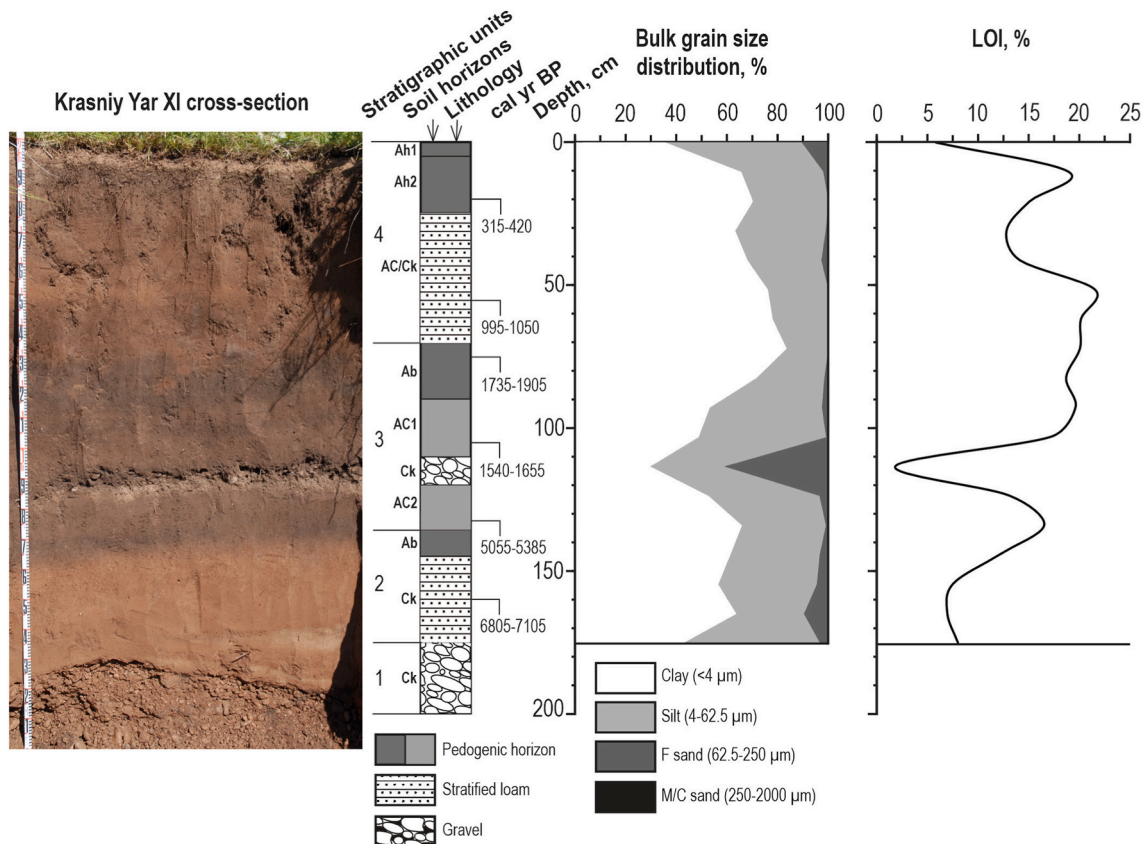 Krasniy Yar XI cross-section
Stratigraphic units
Soil horizons
Lithology
cal yr BP
Depth, cm
Bulk grain size
distribution, %
LOI, %
0 20 40 60 80 100
0 5 10 15 20 25
0
50
100
150
200
4
3
2
1
Ah1
Ah2
AC/Ck
Ab
AC1
Ck
AC2
Ab
Ck
Ck
315-420
995-1050
1735-1905
1540-1655
5055-5385
6805-7105
Pedogenic horizon
Stratified loam
Gravel
Clay (<4 µm)
Silt (4-62.5 µm)
F sand (62.5-250 µm)
M/C sand (250-2000 µm)